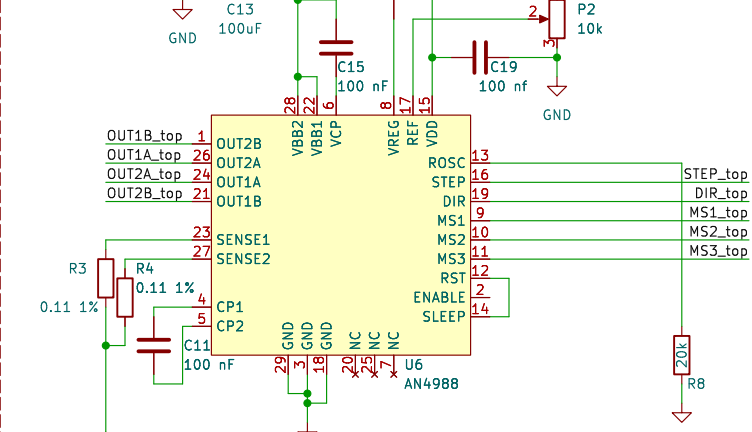 C13
100uF
GND
2
P2
10k
3
C15
100 nF
C19
100 nf
GND
28
22
6
8
17
15
VBB2
VBB1
VCP
VREG
REF
VDD
OUT1B_top 1 OUT2B
OUT1A_top 26 OUT2A
OUT2A_top 24 OUT1A
OUT2B_top 21 OUT1B
ROSC 13
STEP 16 STEP_top
DIR 19 DIR_top
MS1 9 MS1_top
MS2 10 MS2_top
MS3 11 MS3_top
RST 12
ENABLE 2
SLEEP 14
23 SENSE1
27 SENSE2
R3
0.11 1%
R4
0.11 1%
4 CP1
5 CP2
C11
100 nF
GND
GND
GND
NC
NC
NC
29
3
18
20
25
7
U6
AN4988
20k
R8